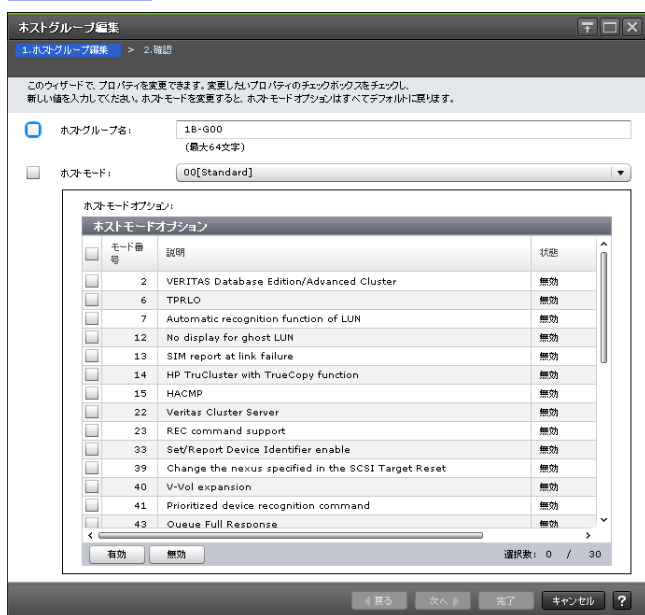 ホストグループ編集
1.ホストグループ編集 > 2.確認
このウィザードで、プロパティを変更できます。変更したいプロパティのチェックボックスをチェックし、
新しい値を入力してください。ホストモードを変更すると、ホストモードオプションはすべてデフォルトに戻ります。
ホストグループ名: 1B-G00
(最大64文字)
ホストモード: 00[Standard]
ホストモードオプション:
ホストモードオプション
モード番号 説明 状態
2 VERITAS Database Edition/Advanced Cluster 無効
6 TPRLO 無効
7 Automatic recognition function of LUN 無効
12 No display for ghost LUN 無効
13 SIM report at link failure 無効
14 HP TruCluster with TrueCopy function 無効
15 HACMP 無効
22 Veritas Cluster Server 無効
23 REC command support 無効
33 Set/Report Device Identifier enable 無効
39 Change the nexus specified in the SCSI Target Reset 無効
40 V-Vol expansion 無効
41 Prioritized device recognition command 無効
43 Queue Full Response 無効
有効 無効 選択数: 0 / 30
戻る 次へ 完了 キャンセル ?